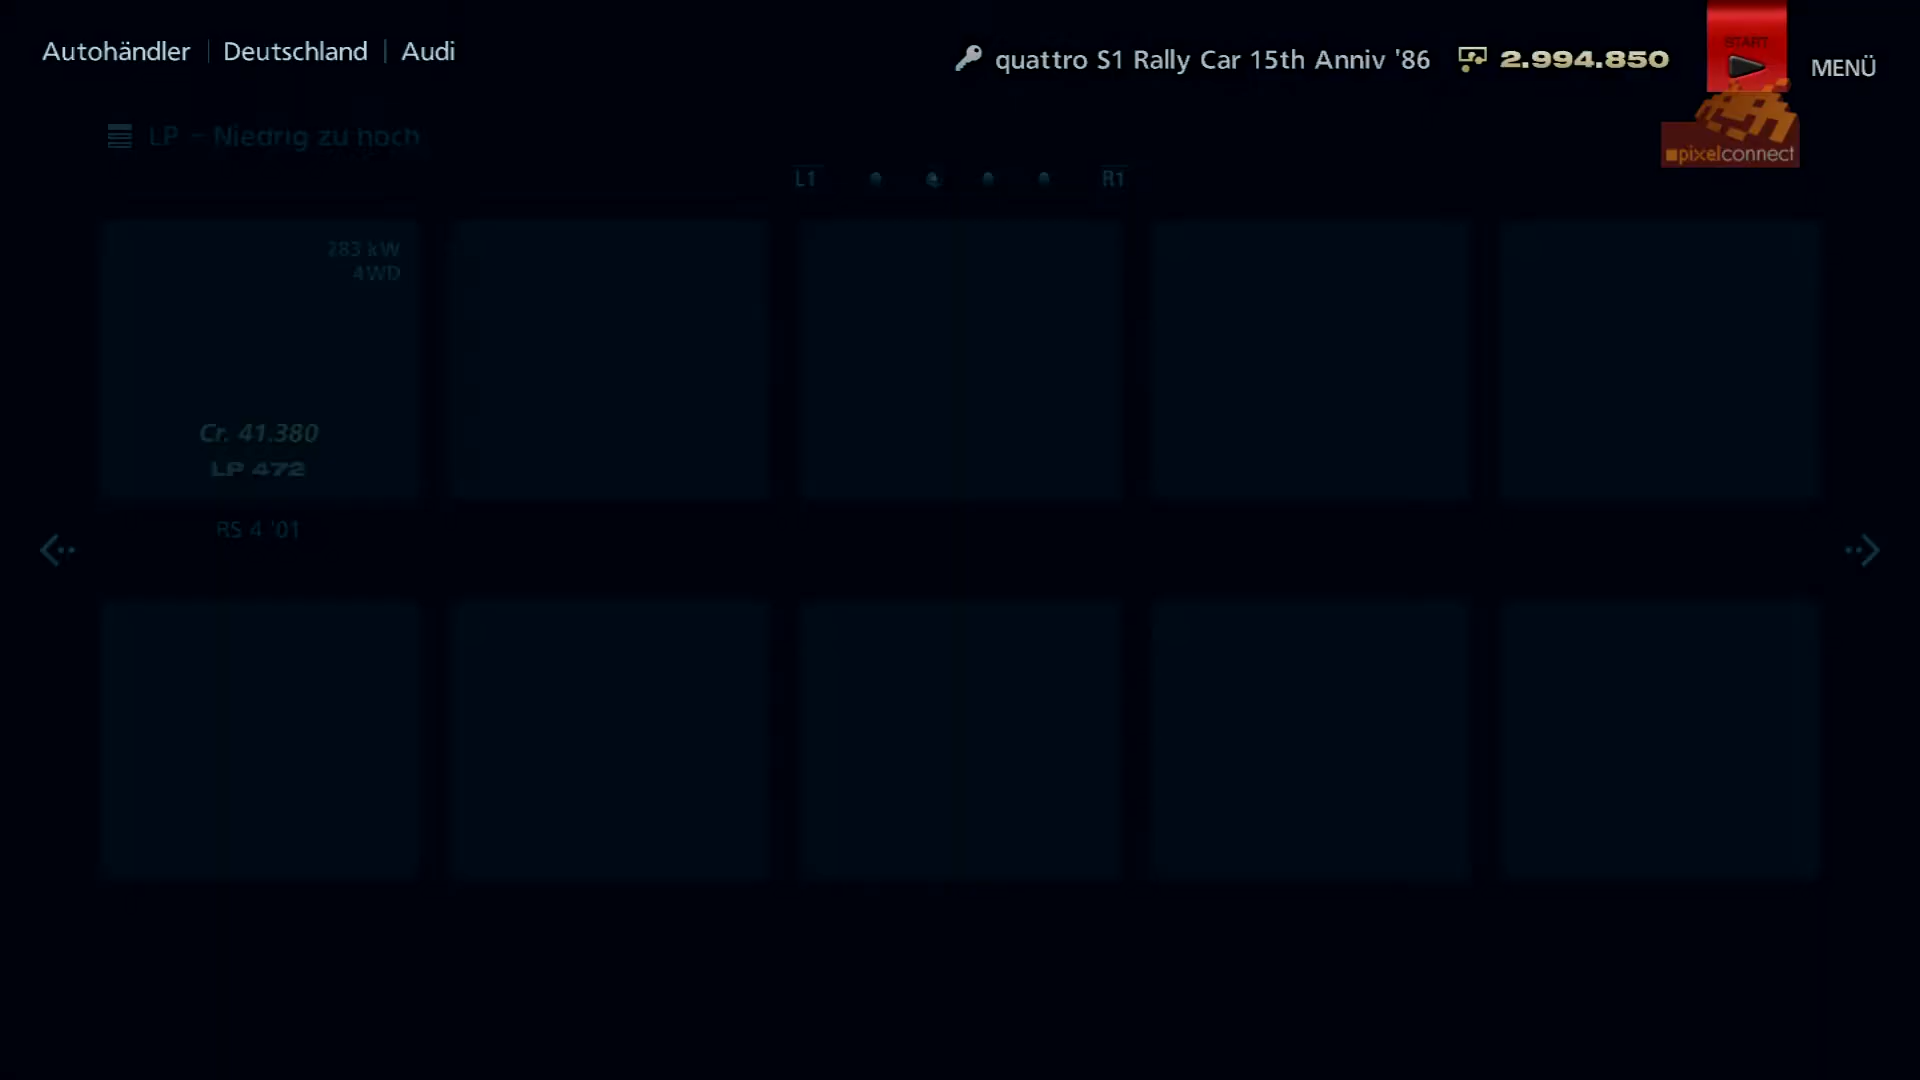 Autohändler | Deutschland | Audi
quattro S1 Rally Car 15th Anniv '86
2.994.850
START
MENÜ
pixelconnect
LP – Niedrig zu hoch
L1
R1
283 kW
4WD
Cr. 41.380
LP 472
RS 4 '01